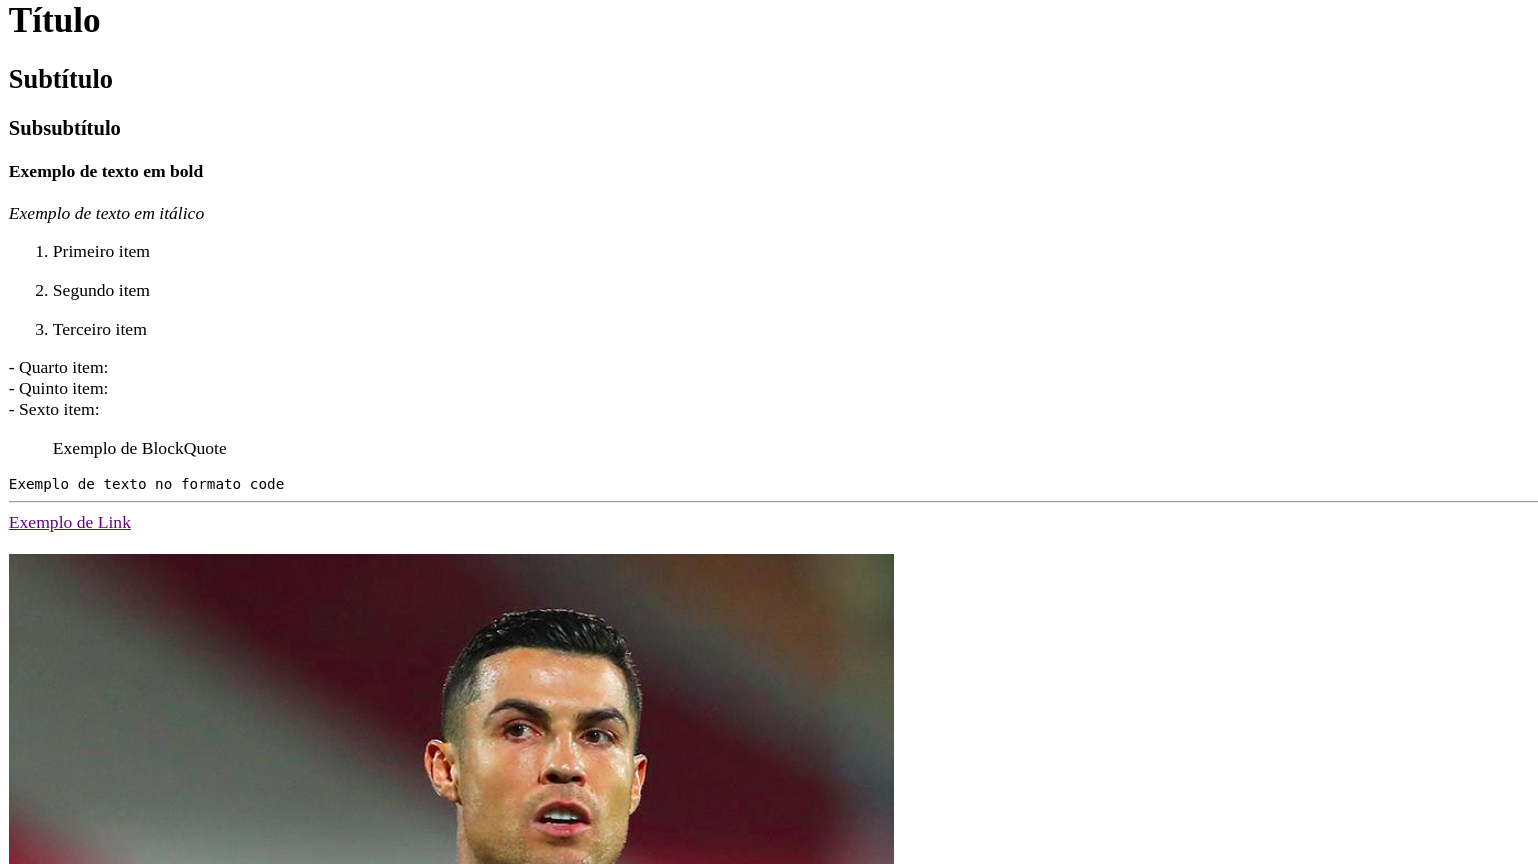 Título
Subtítulo
Subsubtítulo
Exemplo de texto em bold
Exemplo de texto em itálico
1. Primeiro item
2. Segundo item
3. Terceiro item
- Quarto item:
- Quinto item:
- Sexto item:
Exemplo de BlockQuote
Exemplo de texto no formato code
Exemplo de Link